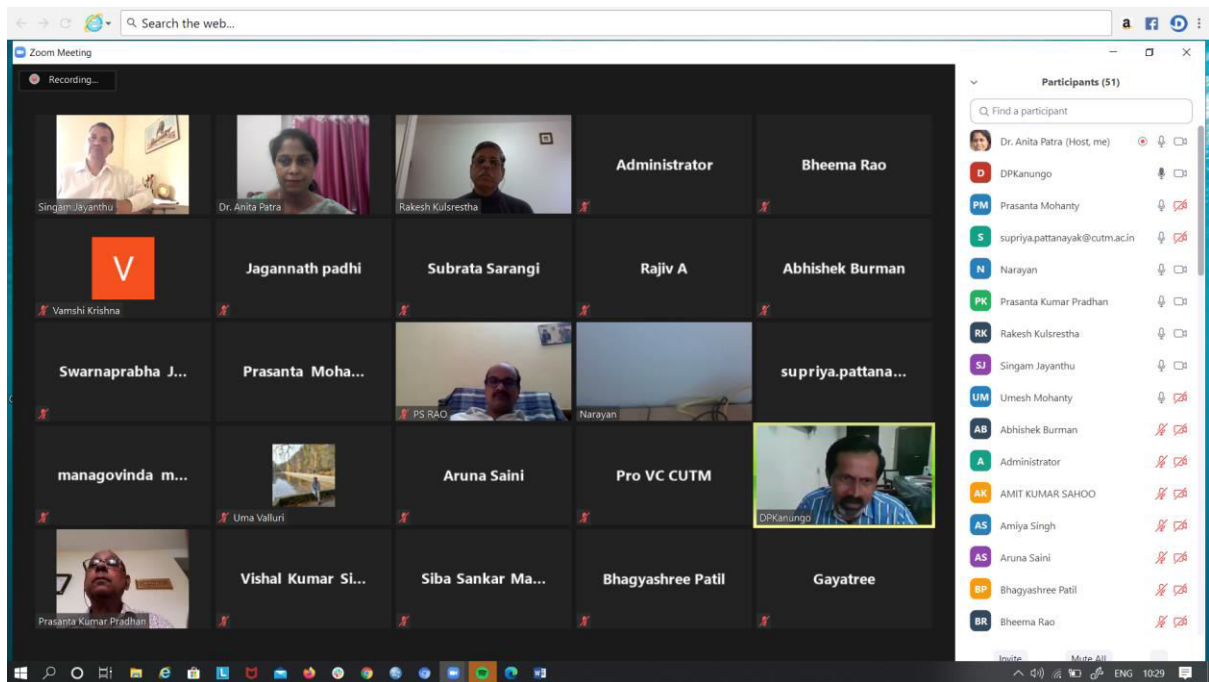 Search the web...
Zoom Meeting
Recording...
Singam Jayanthu
Dr. Anita Patra
Rakesh Kulsrestha
Administrator
Bheema Rao
V
Vamshi Krishna
Jagannath padhi
Subrata Sarangi
Rajiv A
Abhishek Burman
Swarnaprabha J...
Prasanta Moha...
PS RAO
Narayan
supriya.pattana...
managovinda m...
Uma Valluri
Aruna Saini
Pro VC CUTM
DPKanungo
Prasanta Kumar Pradhan
Vishal Kumar Si...
Siba Sankar Ma...
Bhagyashree Patil
Gayatree
Participants (51)
Find a participant
Dr. Anita Patra (Host, me)
D DPKanungo
PM Prasanta Mohanty
S supriya.pattanayak@cutm.ac.in
N Narayan
PK Prasanta Kumar Pradhan
RK Rakesh Kulsrestha
SJ Singam Jayanthu
UM Umesh Mohanty
AB Abhishek Burman
A Administrator
AK AMIT KUMAR SAHOO
AS Amiya Singh
AS Aruna Saini
BP Bhagyashree Patil
BR Bheema Rao
Invite Mute All
ENG 10:29